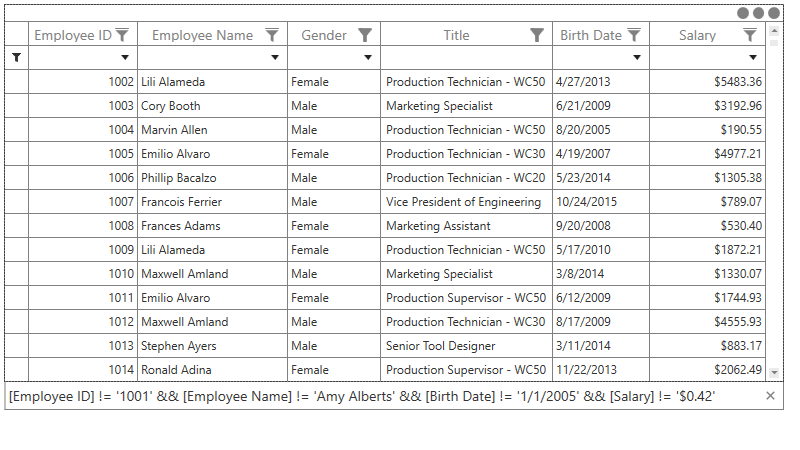 Employee ID Employee Name Gender Title Birth Date Salary
1002 Lili Alameda Female Production Technician - WC50 4/27/2013 $5483.36
1003 Cory Booth Male Marketing Specialist 6/21/2009 $3192.96
1004 Marvin Allen Male Production Technician - WC50 8/20/2005 $190.55
1005 Emilio Alvaro Female Production Technician - WC30 4/19/2007 $4977.21
1006 Phillip Bacalzo Male Production Technician - WC20 5/23/2014 $1305.38
1007 Francois Ferrier Male Vice President of Engineering 10/24/2015 $789.07
1008 Frances Adams Female Marketing Assistant 9/20/2008 $530.40
1009 Lili Alameda Female Production Technician - WC50 5/17/2010 $1872.21
1010 Maxwell Amland Male Marketing Specialist 3/8/2014 $1330.07
1011 Emilio Alvaro Female Production Supervisor - WC50 6/12/2009 $1744.93
1012 Maxwell Amland Male Production Technician - WC30 8/17/2009 $4555.93
1013 Stephen Ayers Male Senior Tool Designer 3/11/2014 $883.17
1014 Ronald Adina Female Production Supervisor - WC50 11/22/2013 $2062.49
[Employee ID] != '1001' && [Employee Name] != 'Amy Alberts' && [Birth Date] != '1/1/2005' && [Salary] != '$0.42'